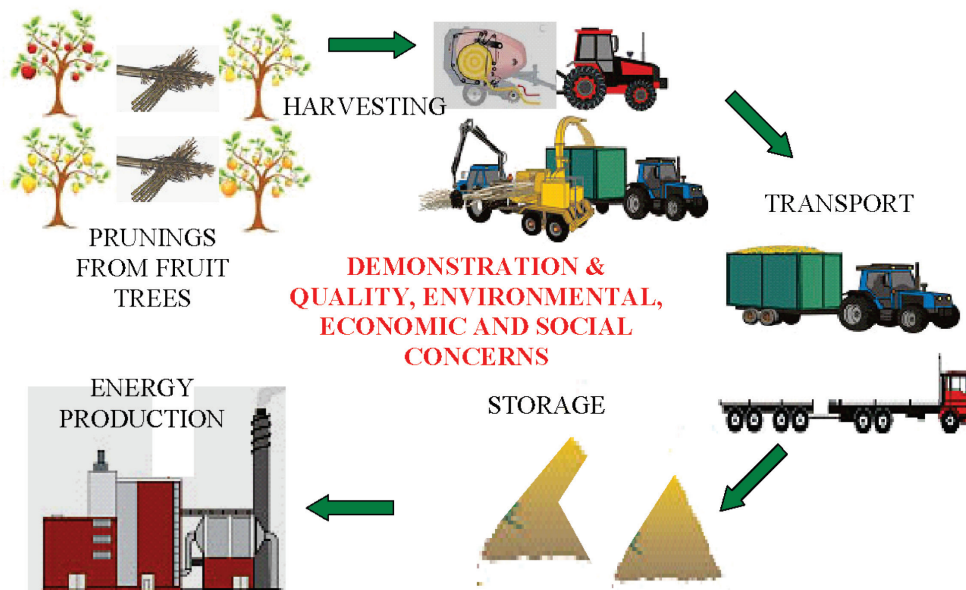 HARVESTING
PRUNINGS
FROM FRUIT
TREES
TRANSPORT
DEMONSTRATION &
QUALITY, ENVIRONMENTAL,
ECONOMIC AND SOCIAL
CONCERNS
STORAGE
ENERGY
PRODUCTION